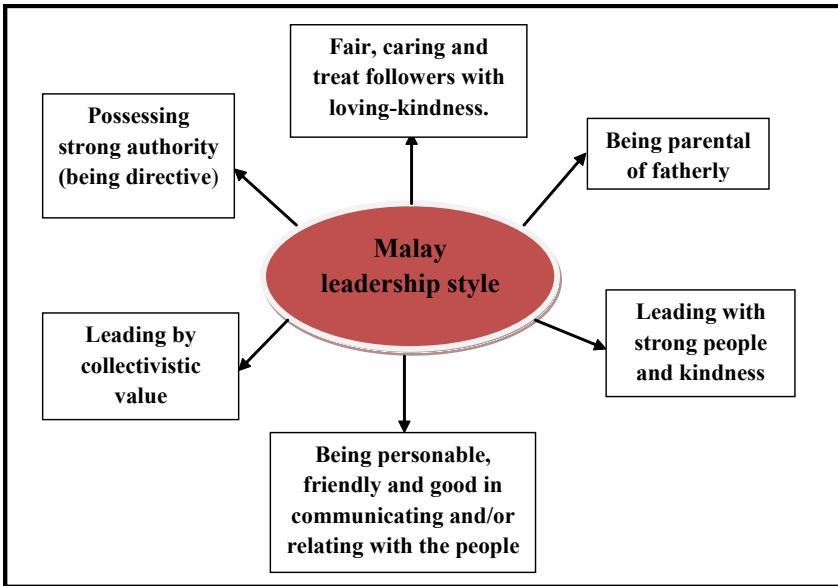 Fair, caring and
treat followers with
loving-kindness.
Possessing
strong authority
(being directive)
Being parental
of fatherly
Malay
leadership style
Leading by
collectivistic
value
Leading with
strong people
and kindness
Being personable,
friendly and good in
communicating and/or
relating with the people